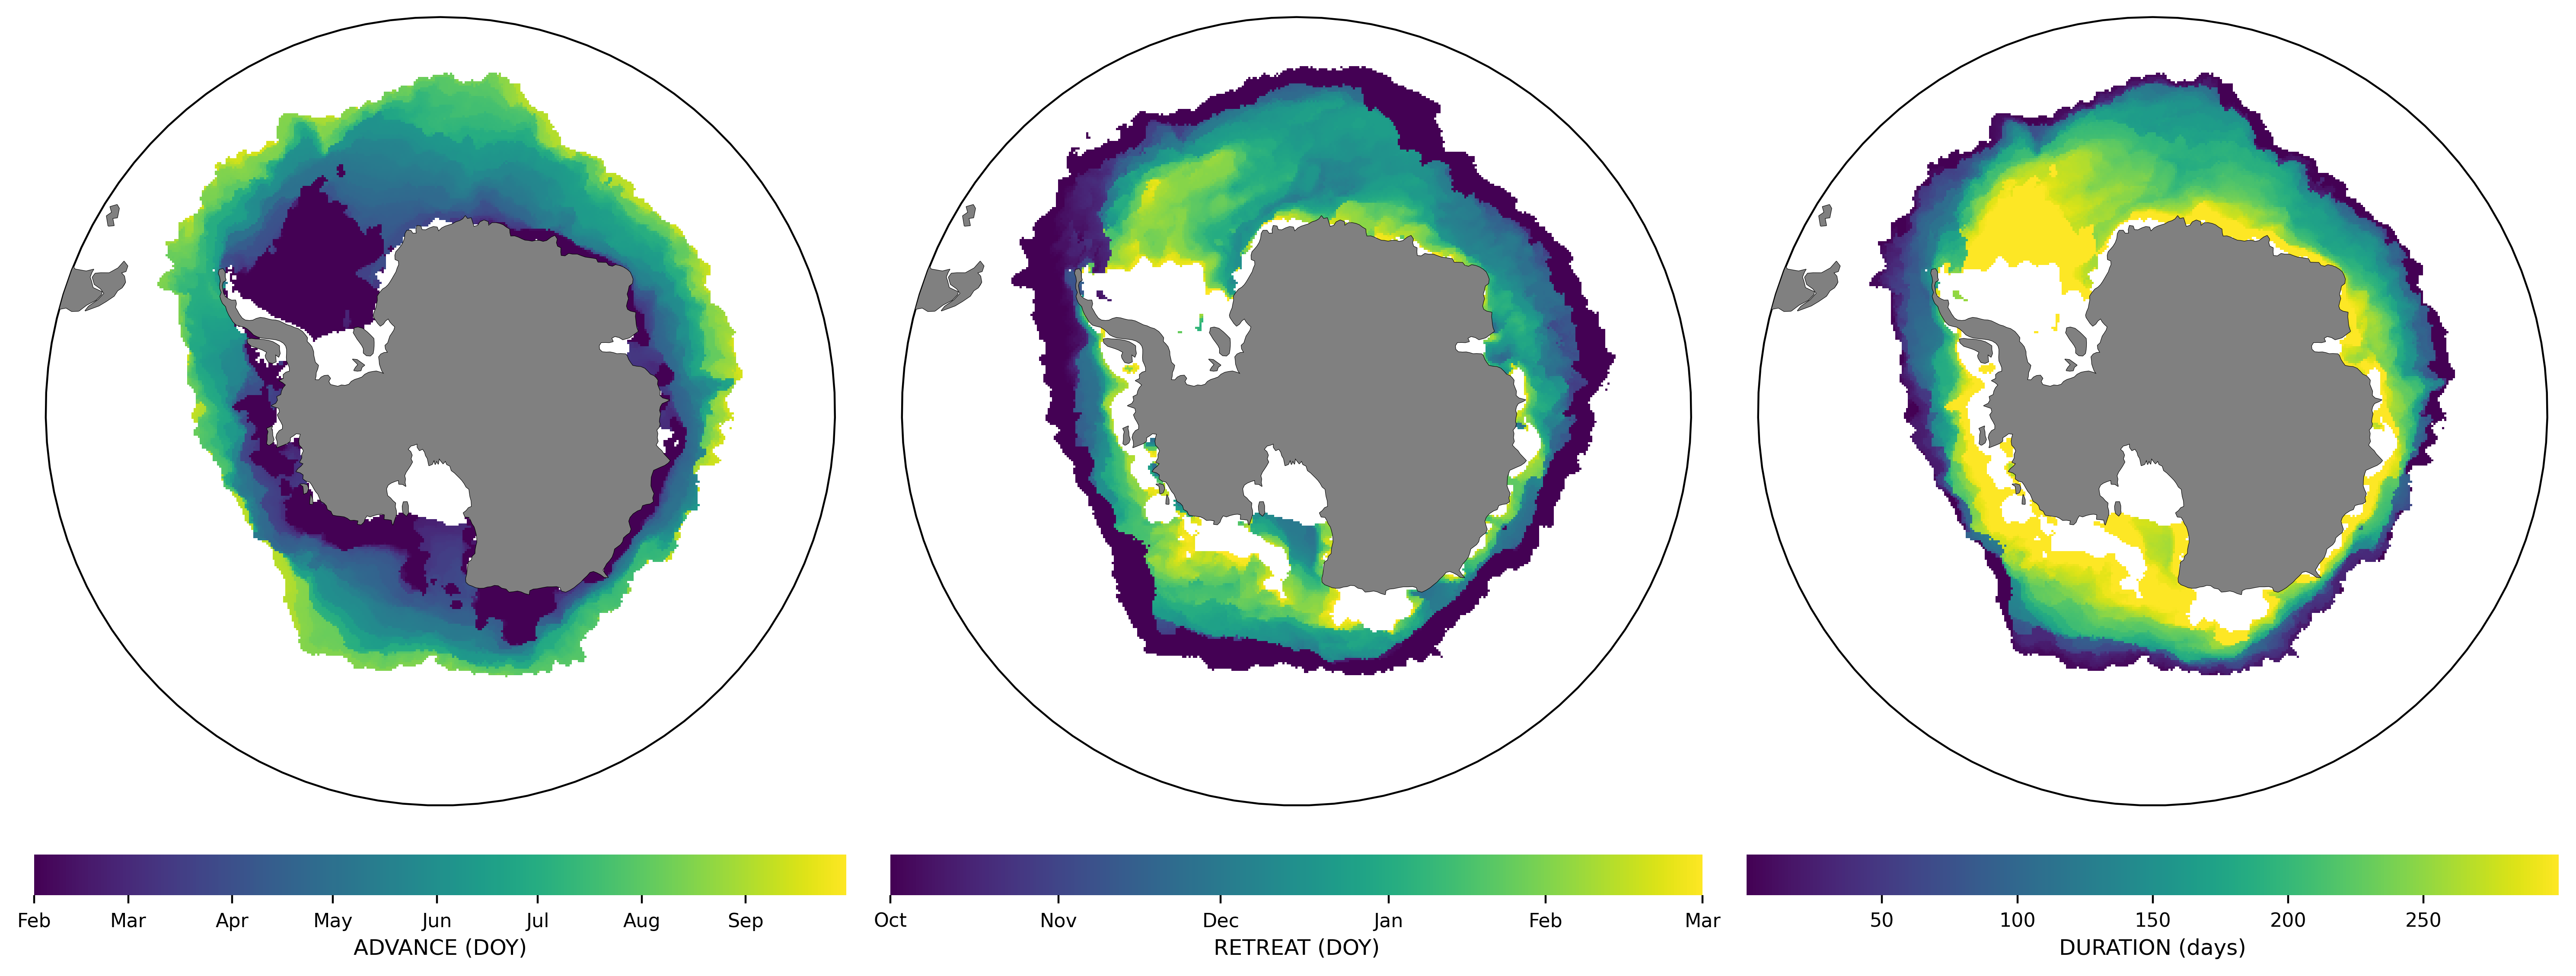 Feb Mar Apr May Jun Jul Aug Sep
ADVANCE (DOY)
Oct Nov Dec Jan Feb Mar
RETREAT (DOY)
50 100 150 200 250
DURATION (days)